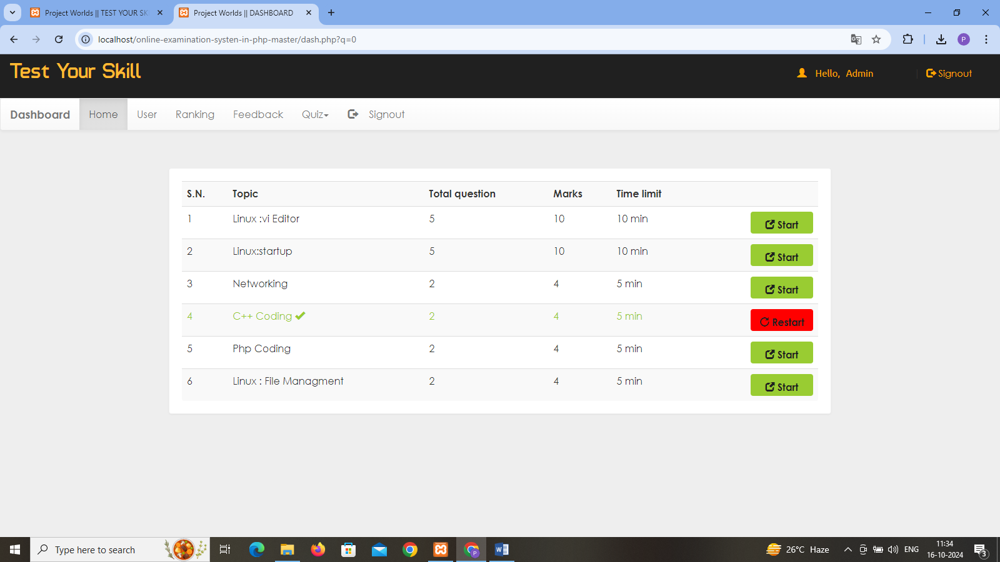 Project Worlds || TEST YOUR SK
Project Worlds || DASHBOARD
localhost/online-examination-systen-in-php-master/dash.php?q=0
P
Test Your Skill
Hello, Admin
Signout
Dashboard Home User Ranking Feedback Quiz Signout
S.N. Topic Total question Marks Time limit
1 Linux :vi Editor 5 10 10 min Start
2 Linux:startup 5 10 10 min Start
3 Networking 2 4 5 min Start
4 C++ Coding 2 4 5 min Restart
5 Php Coding 2 4 5 min Start
6 Linux : File Managment 2 4 5 min Start
Type here to search
P
W
26°C Haze
ENG
11:34
16-10-2024
3